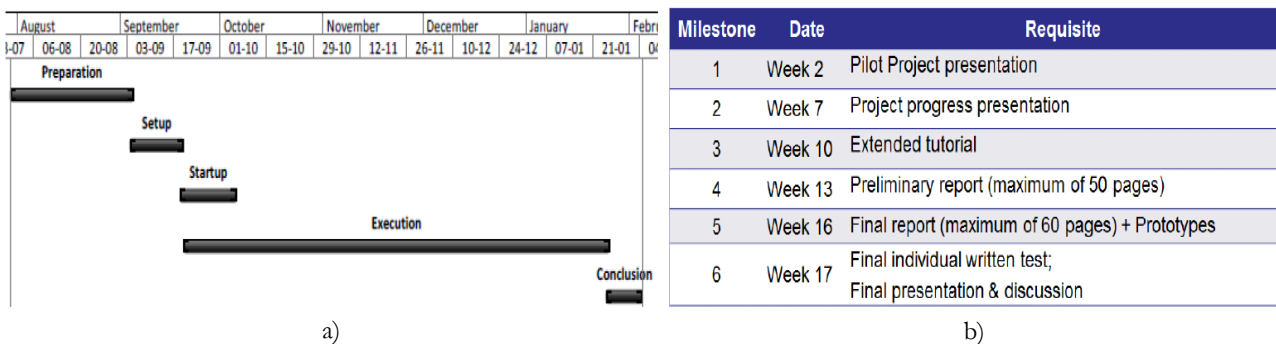 August September October November December January Febru
3-07 06-08 20-08 03-09 17-09 01-10 15-10 29-10 12-11 26-11 10-12 24-12 07-01 21-01 04
Preparation
Setup
Startup
Execution
Conclusion
a)
Milestone Date Requisite
1 Week 2 Pilot Project presentation
2 Week 7 Project progress presentation
3 Week 10 Extended tutorial
4 Week 13 Preliminary report (maximum of 50 pages)
5 Week 16 Final report (maximum of 60 pages) + Prototypes
6 Week 17 Final individual written test;
Final presentation & discussion
b)